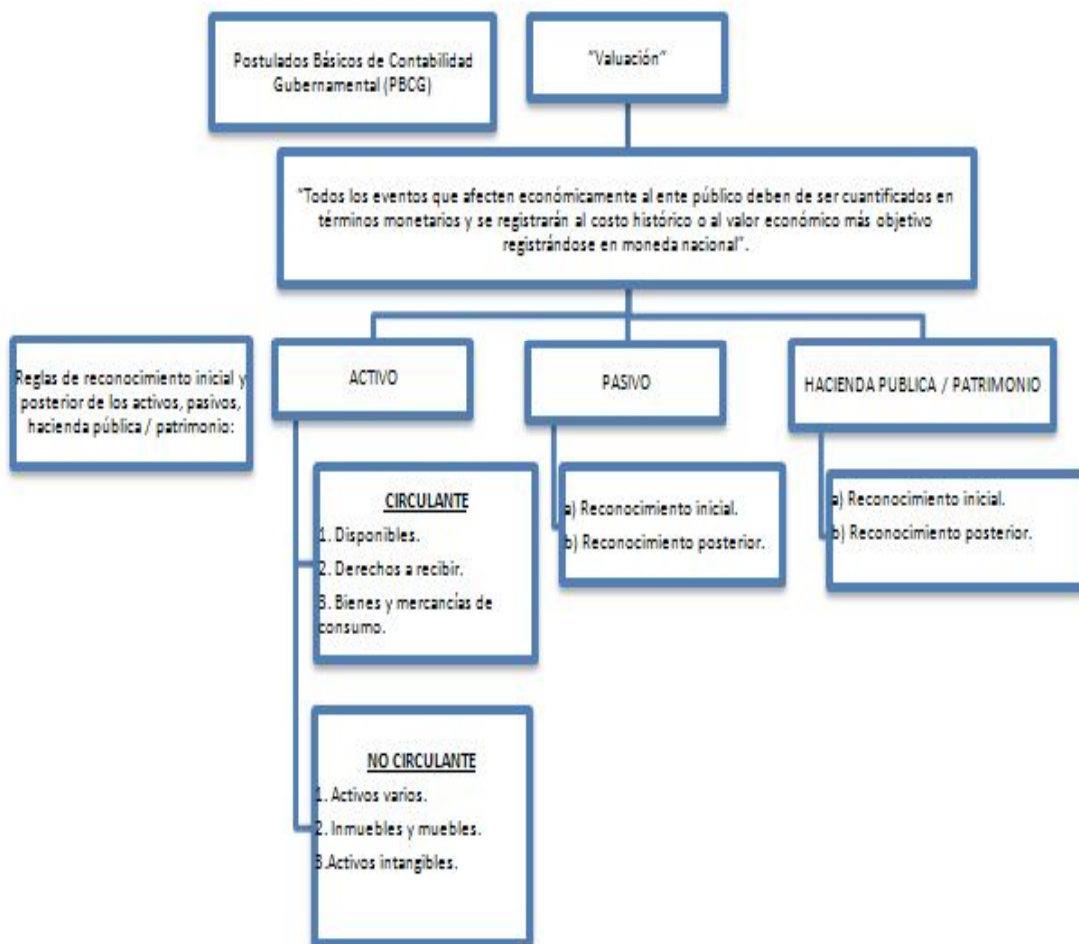 Postulados Básicos de Contabilidad
Gubernamental (PBCG)
"Valuación"
"Todos los eventos que afecten económicamente al ente público deben de ser cuantificados en
términos monetarios y se registrarán al costo histórico o al valor económico más objetivo
registrándose en moneda nacional".
Reglas de reconocimiento inicial y
posterior de los activos, pasivos,
hacienda pública / patrimonio:
ACTIVO
PASIVO
HACIENDA PUBLICA / PATRIMONIO
CIRCULANTE
1. Disponibles.
2. Derechos a recibir.
3. Bienes y mercancías de
consumo.
a) Reconocimiento inicial.
b) Reconocimiento posterior.
a) Reconocimiento inicial.
b) Reconocimiento posterior.
NO CIRCULANTE
1. Activos varios.
2. Inmuebles y muebles.
3.Activos intangibles.